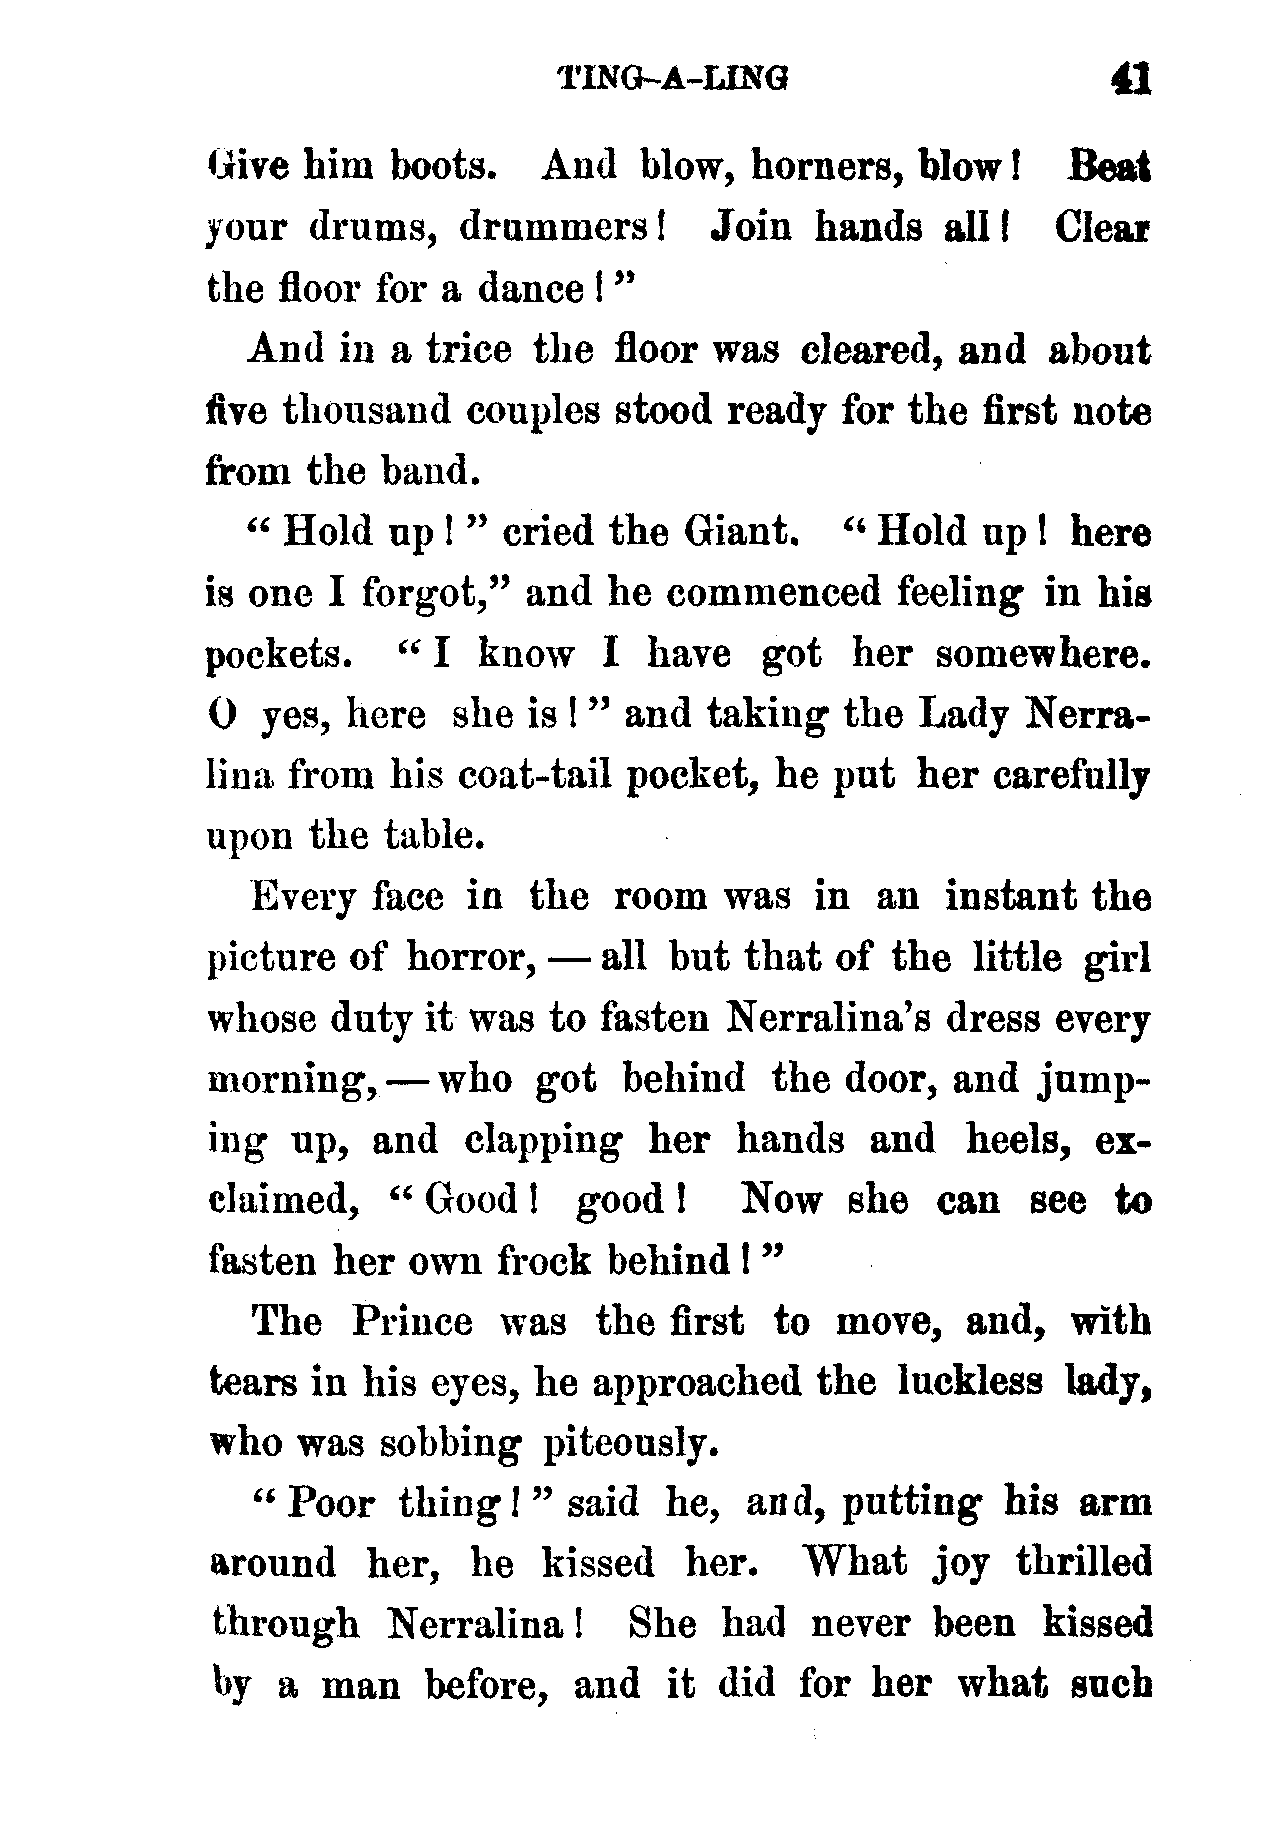 TING-A-LING 41
Give him boots. And blow, horners, blow! Beat
your drums, drummers! Join hands all! Clear
the floor for a dance!”
And in a trice the floor was cleared, and about
five thousand couples stood ready for the first note
from the band.
“Hold up!” cried the Giant. “Hold up! here
is one I forgot,” and he commenced feeling in his
pockets. “I know I have got her somewhere.
O yes, here she is!” and taking the Lady Nerra-
lina from his coat-tail pocket, he put her carefully
upon the table.
Every face in the room was in an instant the
picture of horror, — all but that of the little girl
whose duty it was to fasten Nerralina’s dress every
morning, — who got behind the door, and jump-
ing up, and clapping her hands and heels, ex-
claimed, “Good! good! Now she can see to
fasten her own frock behind!”
The Prince was the first to move, and, with
tears in his eyes, he approached the luckless lady,
who was sobbing piteously.
“Poor thing!” said he, and, putting his arm
around her, he kissed her. What joy thrilled
through Nerralina! She had never been kissed
by a man before, and it did for her what such